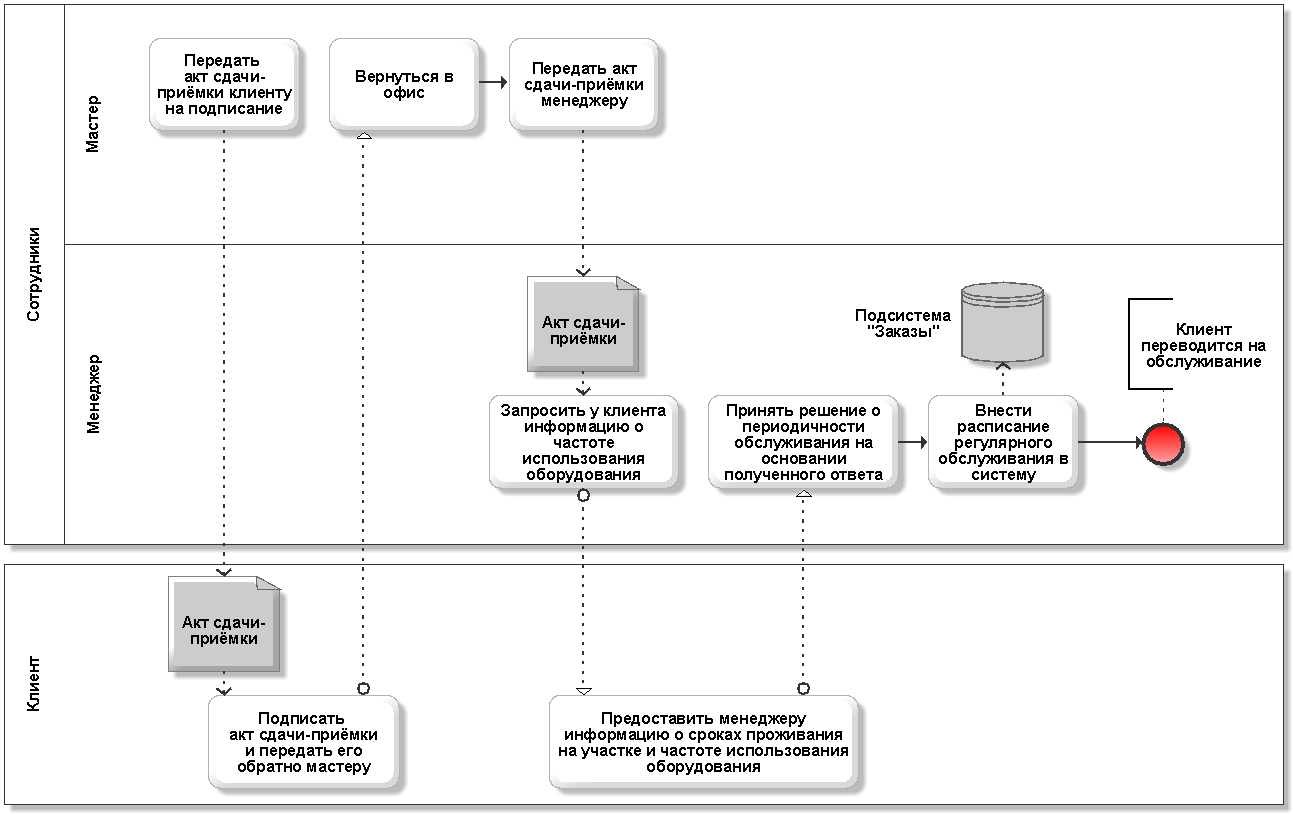 Сотрудники
Мастер
Передать
акт сдачи-
приёмки клиенту
на подписание
Вернуться в
офис
Передать акт
сдачи-приёмки
менеджеру
Менеджер
Акт сдачи-
приёмки
Запросить у клиента
информацию о
частоте
использования
оборудования
Принять решение о
периодичности
обслуживания на
основании
полученного ответа
Подсистема
"Заказы"
Внести
расписание
регулярного
обслуживания в
систему
Клиент
переводится на
обслуживание
Клиент
Акт сдачи-
приёмки
Подписать
акт сдачи-приёмки
и передать его
обратно мастеру
Предоставить менеджеру
информацию о сроках проживания
на участке и частоте использования
оборудования